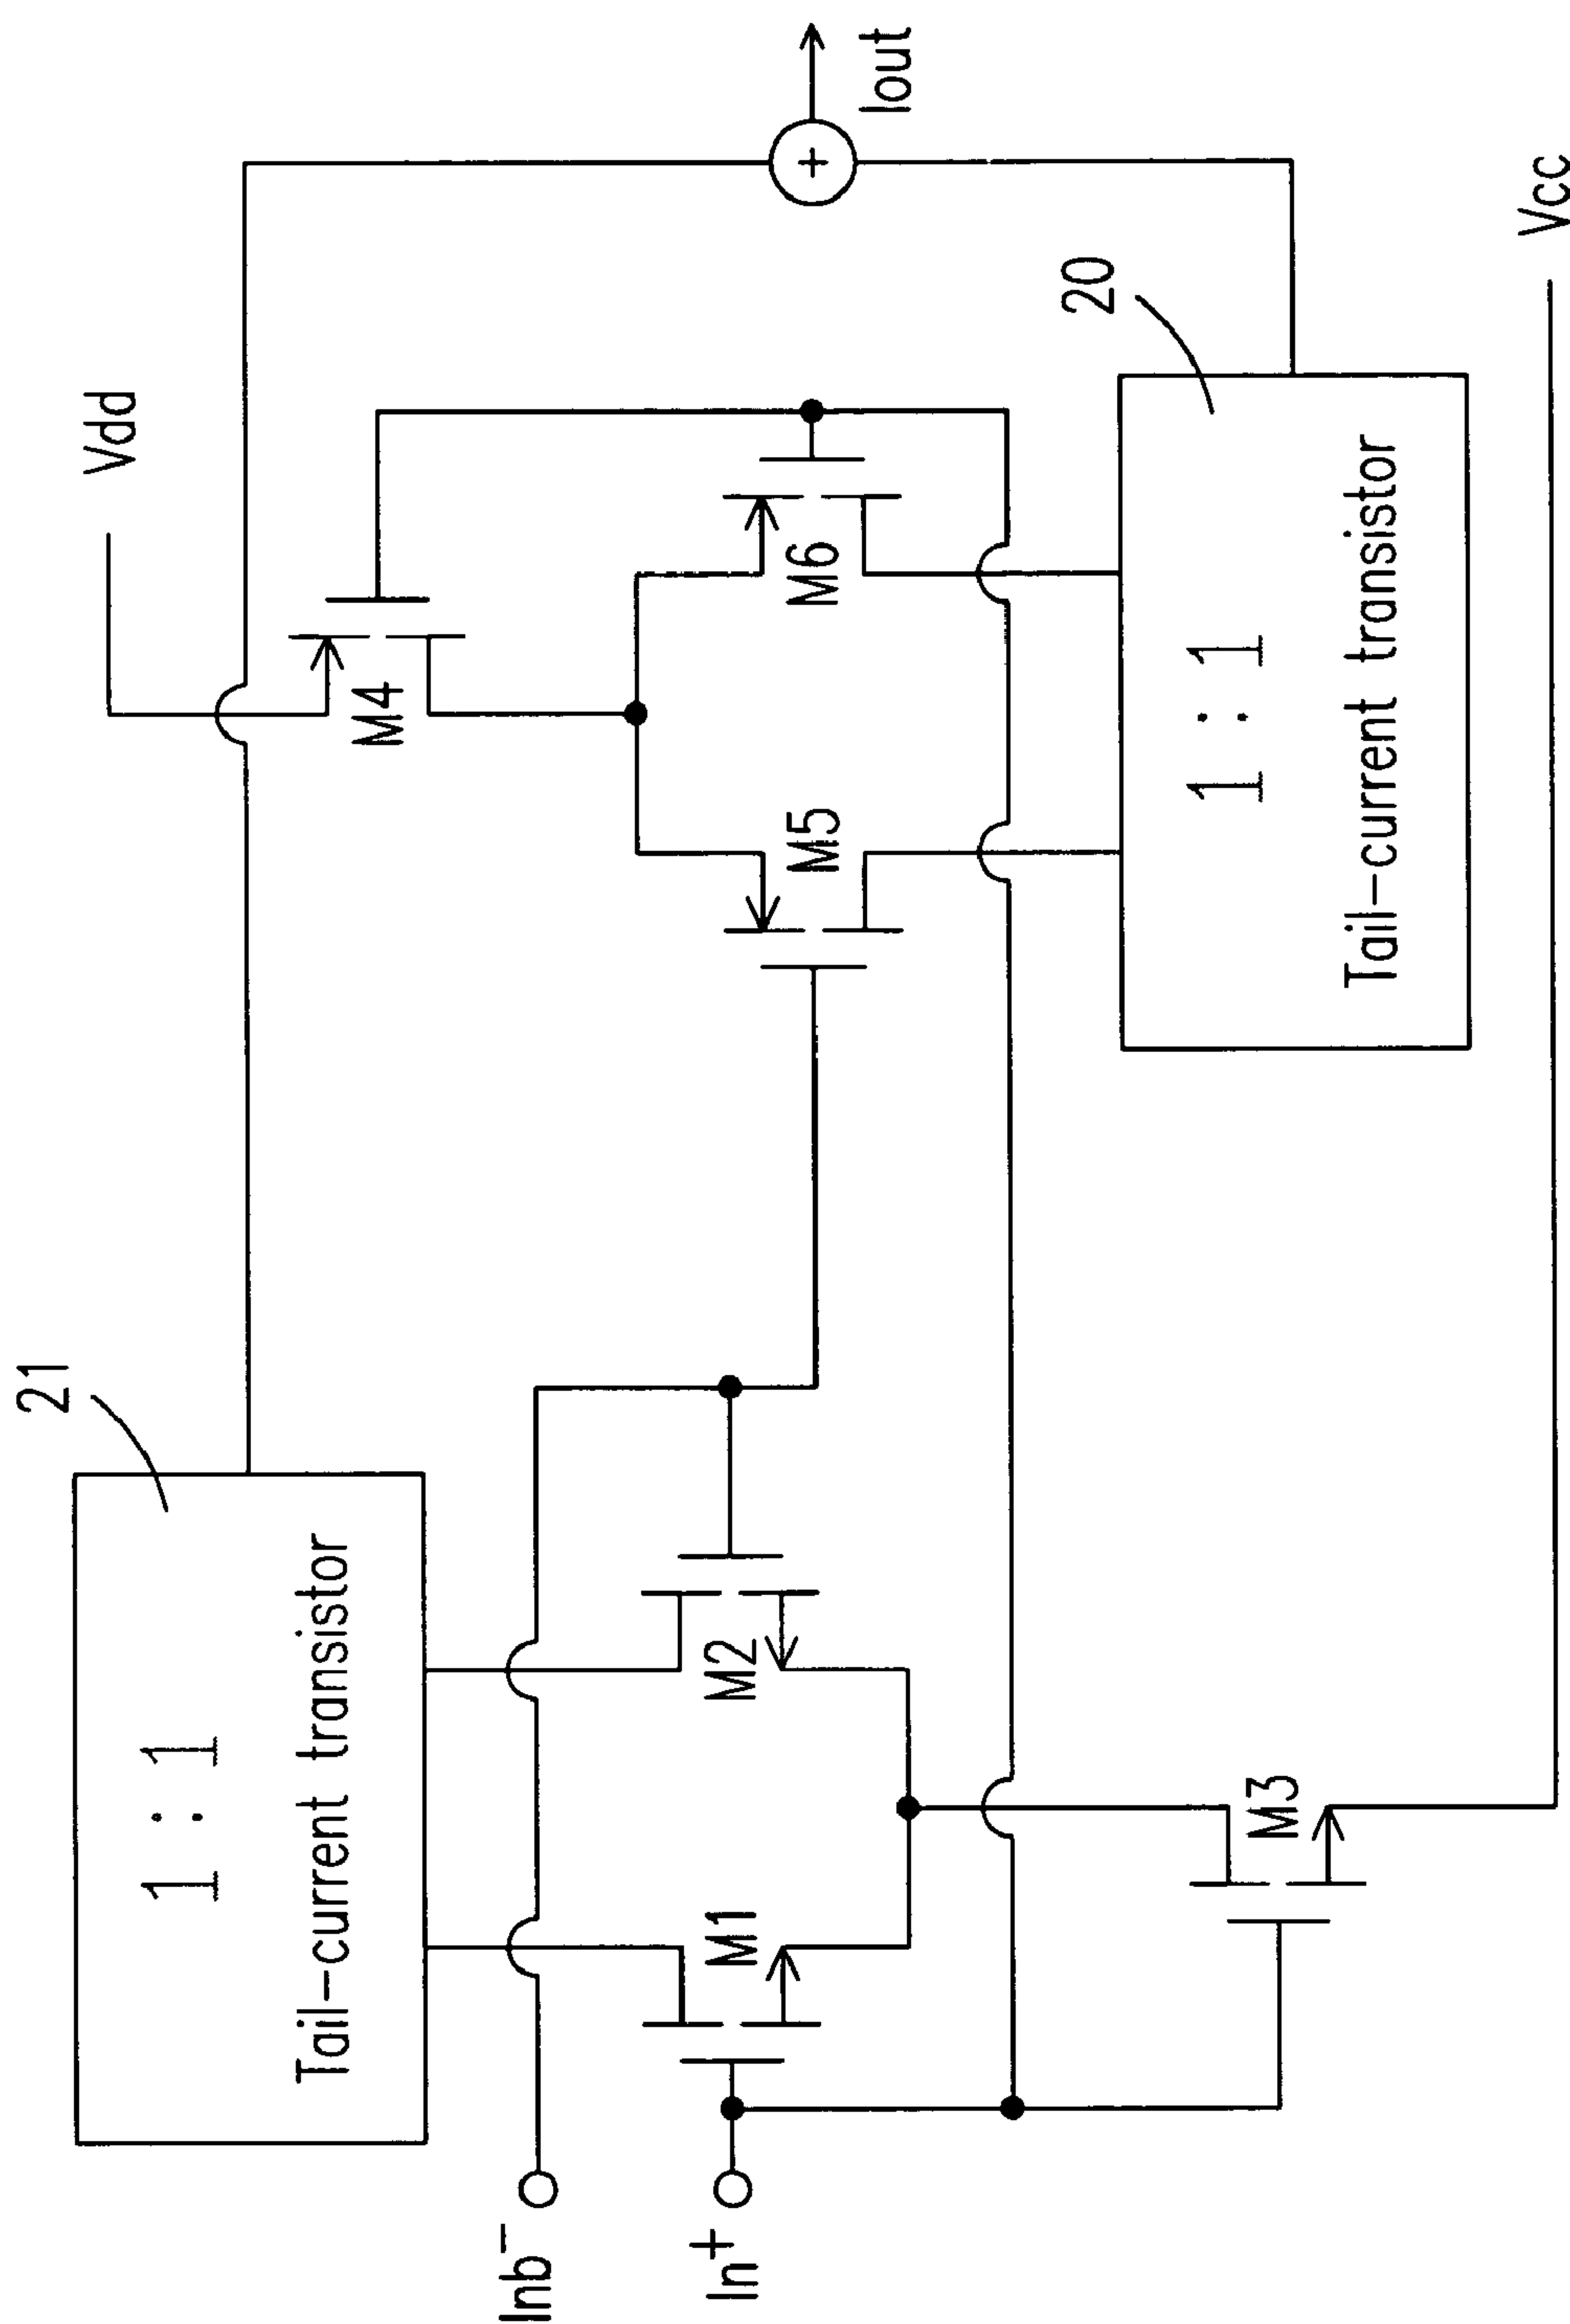 21
1 : 1
Tail-current transistor
Vdd
M4
Inb−
In+
M1
M2
M5
M6
Iout
M3
20
1 : 1
Tail-current transistor
Vcc